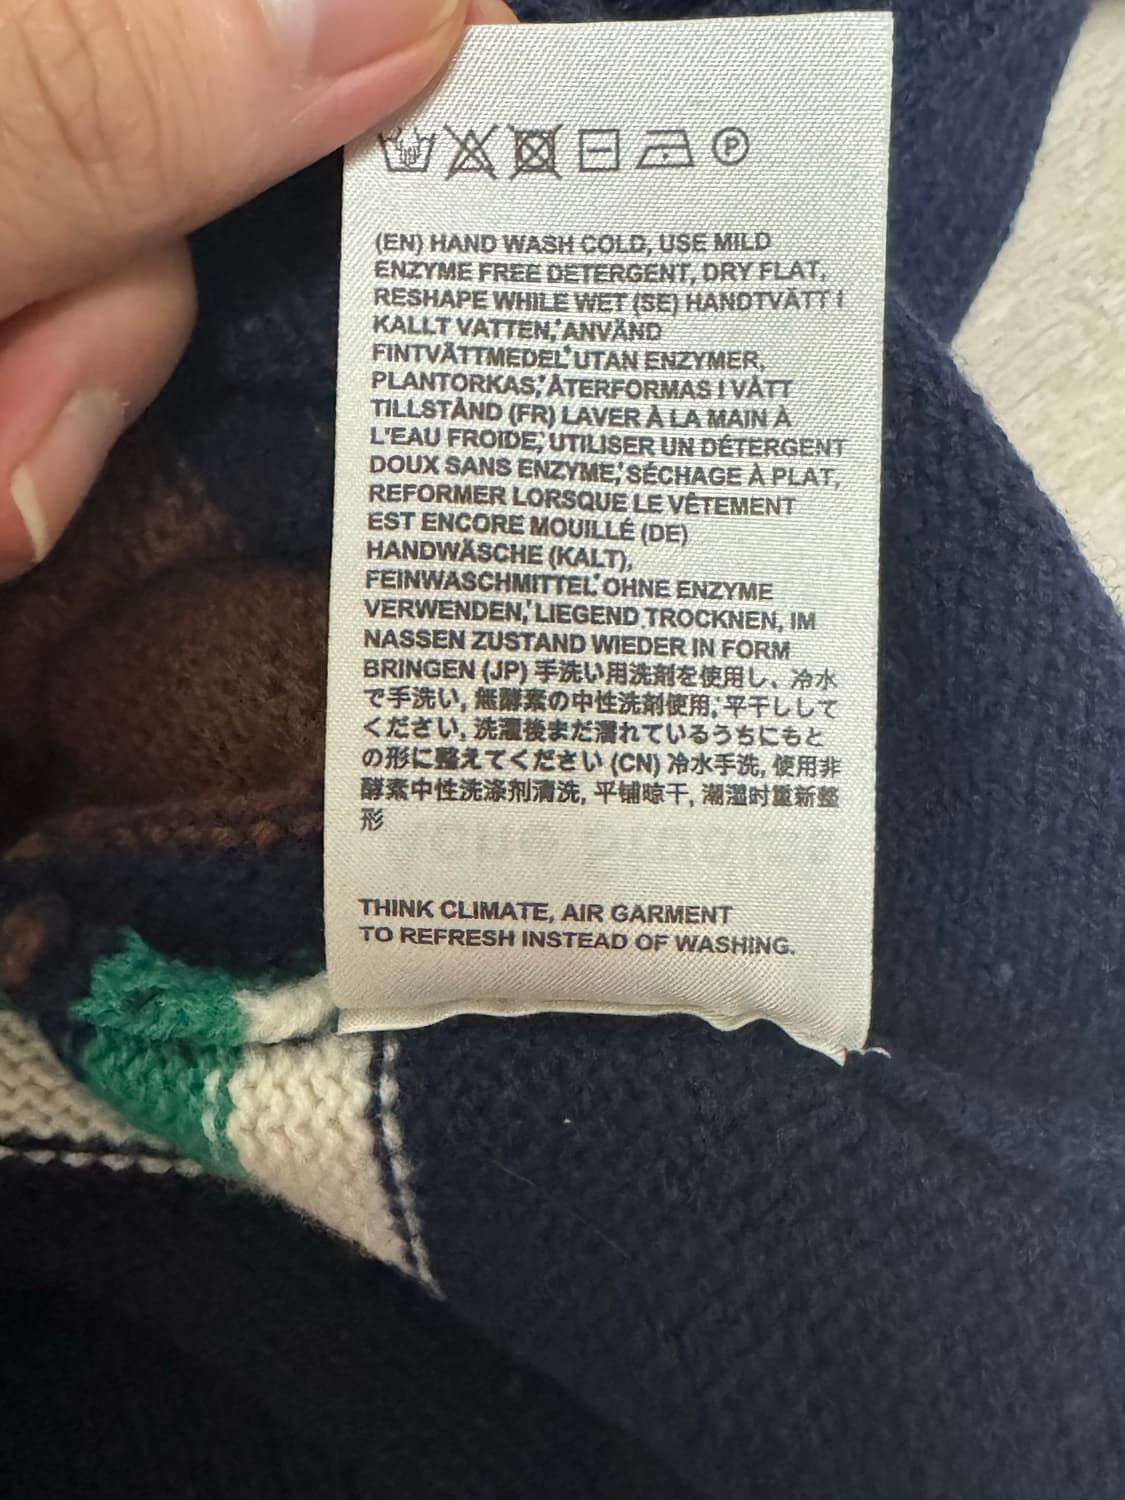 P
(EN) HAND WASH COLD, USE MILD
ENZYME FREE DETERGENT, DRY FLAT,
RESHAPE WHILE WET (SE) HANDTVÄTT I
KALLT VATTEN, ANVÄND
FINTVÄTTMEDEL UTAN ENZYMER,
PLANTORKAS, ÅTERFORMAS I VÅTT
TILLSTÅND (FR) LAVER À LA MAIN À
L'EAU FROIDE, UTILISER UN DÉTERGENT
DOUX SANS ENZYME, SÉCHAGE À PLAT,
REFORMER LORSQUE LE VÊTEMENT
EST ENCORE MOUILLÉ (DE)
HANDWÄSCHE (KALT),
FEINWASCHMITTEL OHNE ENZYME
VERWENDEN, LIEGEND TROCKNEN, IM
NASSEN ZUSTAND WIEDER IN FORM
BRINGEN (JP) 手洗い用洗剤を使用し、冷水
で手洗い, 無酵素の中性洗剤使用, 平干ししして
ください, 洗濯後まだ濡れているうちにもと
の形に整えてください (CN) 冷水手洗, 使用非
酵素中性洗涤剂清洗, 平铺晾干, 潮湿时重新整
形
THINK CLIMATE, AIR GARMENT
TO REFRESH INSTEAD OF WASHING.